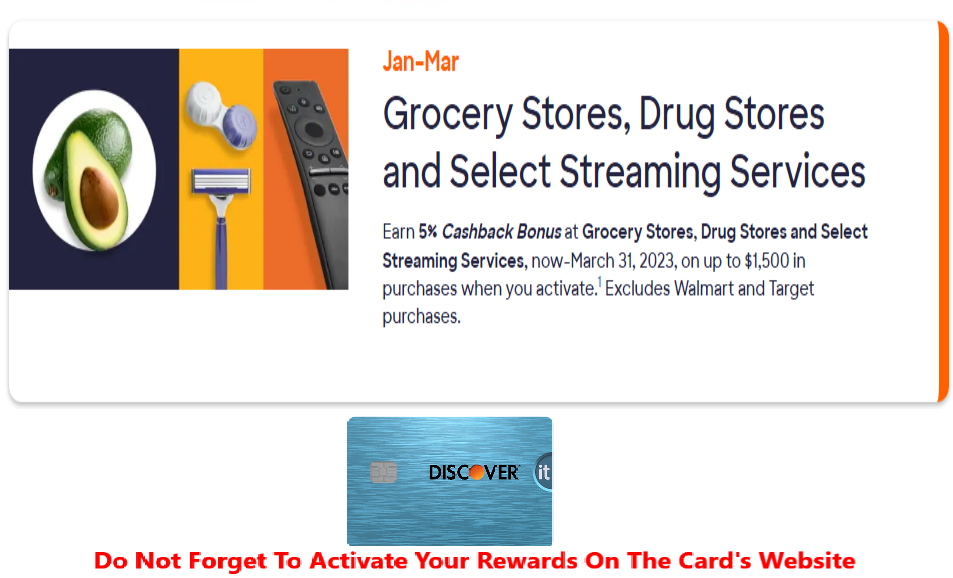 Jan-Mar
Grocery Stores, Drug Stores
and Select Streaming Services
Earn 5% Cashback Bonus at Grocery Stores, Drug Stores and Select
Streaming Services, now-March 31, 2023, on up to $1,500 in
purchases when you activate.1 Excludes Walmart and Target
purchases.
DISCOVER it
Do Not Forget To Activate Your Rewards On The Card's Website